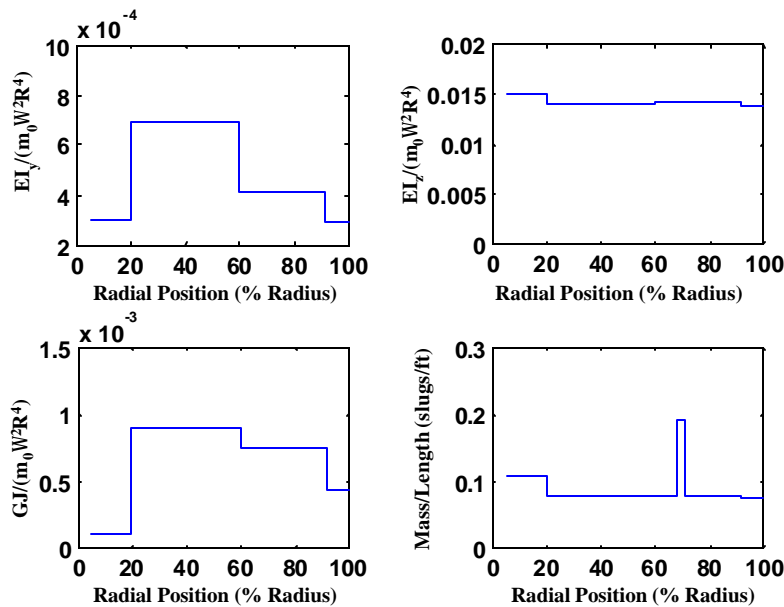 x 10⁻⁴
10
8
6
4
2
0 20 40 60 80 100
EI_y/(m₀W²R⁴)
Radial Position (% Radius)
0.02
0.015
0.01
0.005
0
0 20 40 60 80 100
EI_z/(m₀W²R⁴)
Radial Position (% Radius)
x 10⁻³
1.5
1
0.5
0
0 20 40 60 80 100
GJ/(m₀W²R⁴)
Radial Position (% Radius)
0.3
0.2
0.1
0
0 20 40 60 80 100
Mass/Length (slugs/ft)
Radial Position (% Radius)